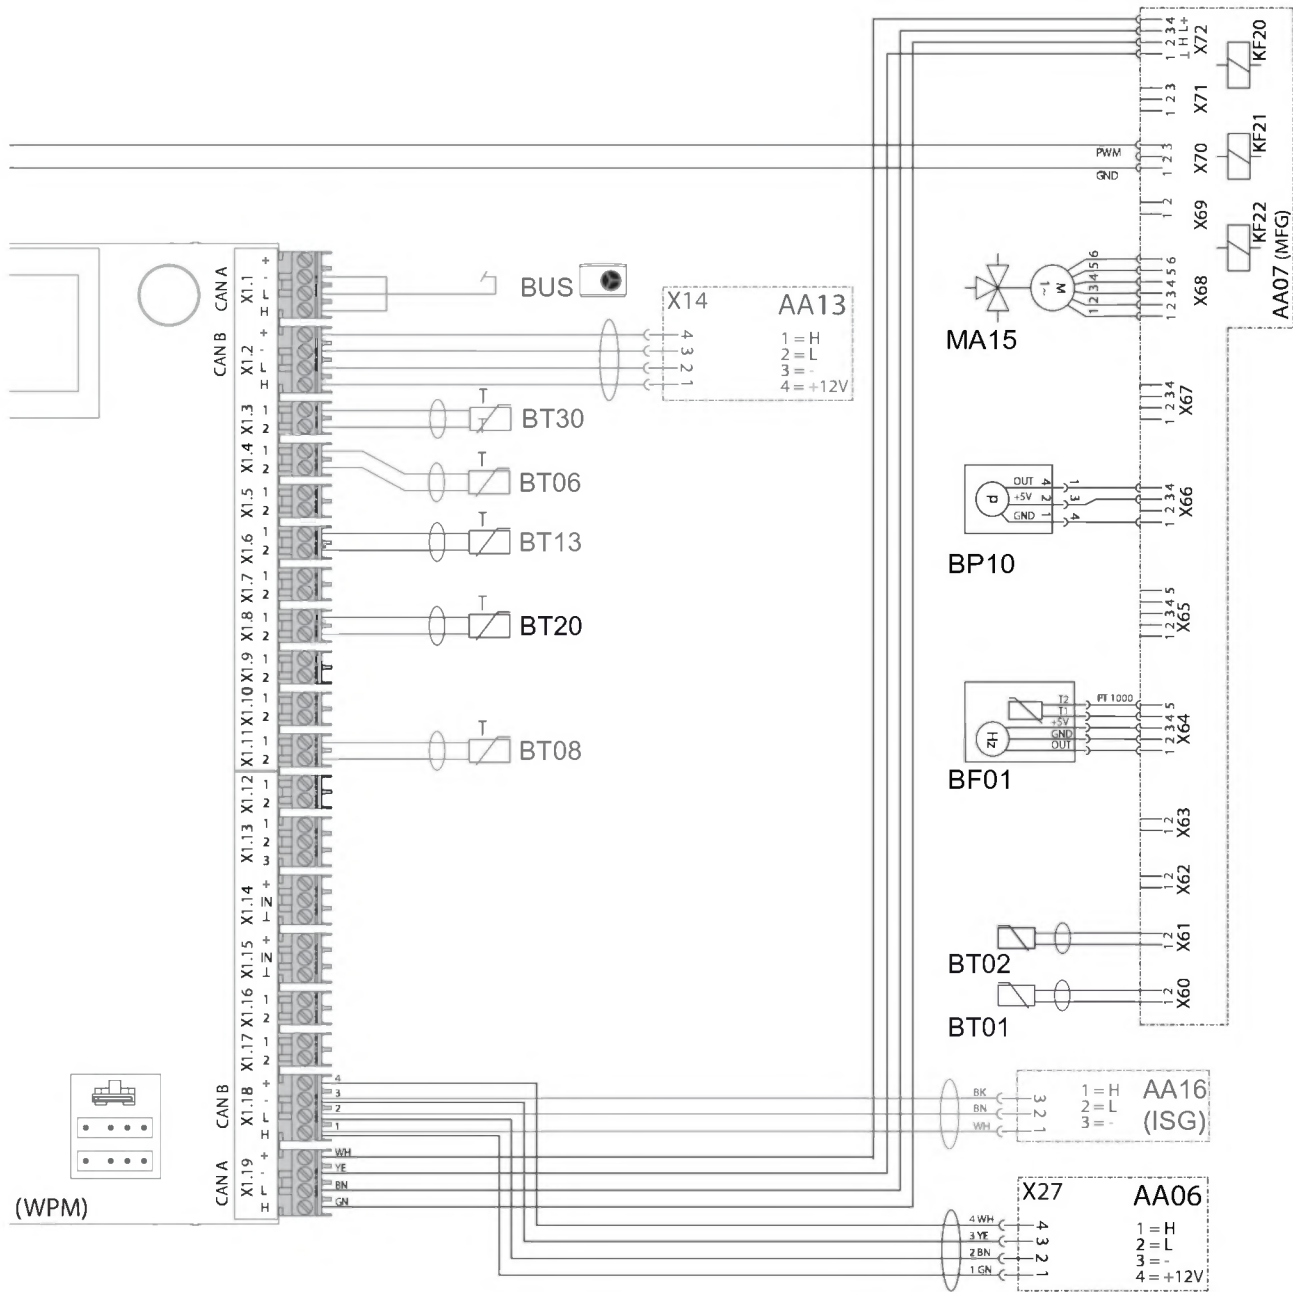 CAN A
X1.1
+
-
L
H
CAN B
X1.2
+
-
L
H
X1.3
1
2
X1.4
1
2
X1.5
1
2
X1.6
1
2
X1.7
1
2
X1.8
1
2
X1.9
1
2
X1.10
1
2
X1.11
1
2
X1.12
1
2
X1.13
1
2
3
X1.14
+
IN
⊥
X1.15
+
IN
⊥
X1.16
1
2
X1.17
1
2
CAN B
X1.18
+
-
L
H
CAN A
X1.19
+
-
L
H
(WPM)
BUS
X14
AA13
4
3
2
1
1 = H
2 = L
3 = -
4 = +12V
T
T
BT30
T
BT06
T
BT13
T
BT20
T
BT08
4
3
2
1
WH
YE
BN
GN
PWM
GND
4 L+
3 L
2 H
1 ⊥
X72
KF20
3
2
1
X71
3
2
1
X70
KF21
2
1
X69
KF22
AA07 (MFG)
M
1~
6
5
4
3
2
1
6
5
4
3
2
1
X68
MA15
4
3
2
1
X67
p
OUT 4 1
+5V 2 3
GND 1 4
4
3
2
1
X66
BP10
5
4
3
2
1
X65
Hz
T2
T1
+5V
GND
OUT
PT 1000
5
4
3
2
1
X64
BF01
2
1
X63
2
1
X62
2
1
X61
BT02
2
1
X60
BT01
BK
BN
WH
3
2
1
1 = H
2 = L
3 = -
AA16
(ISG)
X27
AA06
4 WH
3 YE
2 BN
1 GN
4
3
2
1
1 = H
2 = L
3 = -
4 = +12V